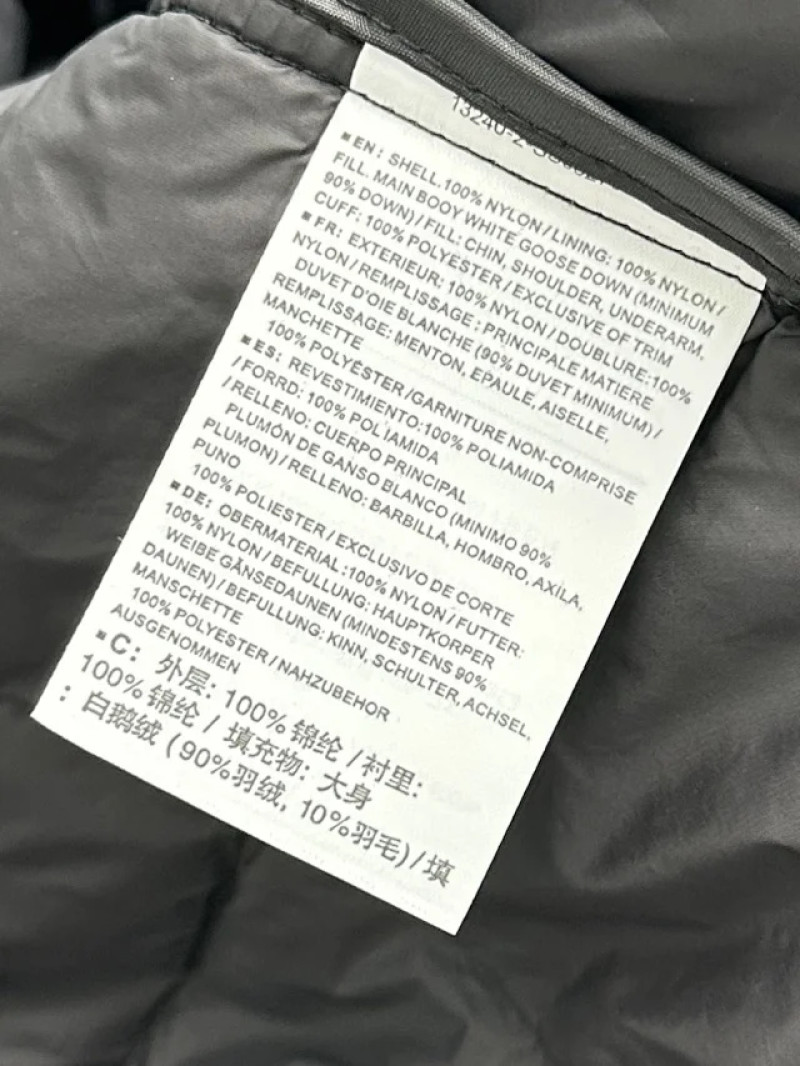 13240-2
■EN: SHELL.100% NYLON / LINING: 100% NYLON /
FILL. MAIN BOOY WHITE GOOSE DOWN (MINIMUM
90% DOWN) / FILL: CHIN, SHOULDER, UNDERARM,
CUFF: 100% POLYESTER / EXCLUSIVE OF TRIM
■FR: EXTERIEUR: 100% NYLON / DOUBLURE:100%
NYLON / REMPLISSAGE : PRINCIPALE MATIERE
DUVET D'OIE BLANCHE (90% DUVET MINIMUM) /
REMPLISSAGE: MENTON, EPAULE, AISELLE,
MANCHETTE
100% POLYÉSTER /GARNITURE NON-COMPRISE
■ES: REVESTIMIENTO:100% POLIAMIDA
/ FORRD: 100% POLIAMIDA
/ RELLENO: CUERPO PRINCIPAL
PLUMÓN DE GANSO BLANCO (MINIMO 90%
PLUMON) / RELLENO: BARBILLA, HOMBRO, AXILA,
PUNO
100% POLIESTER / EXCLUSIVO DE CORTE
■DE: OBERMATERIAL:100% NYLON / FUTTER:
100% NYLON / BEFULLUNG: HAUPTKORPER
WEIBE GÄNSEDAUNEN (MINDESTENS 90%
DAUNEN) / BEFULLUNG: KINN, SCHULTER, ACHSEL,
MANSCHETTE
100% POLYESTER / NAHZUBEHOR
AUSGENOMMEN
■C: 外层: 100% 锦纶 / 衬里:
100% 锦纶 / 填充物: 大身
: 白鹅绒 (90%羽绒, 10%羽毛) / 填